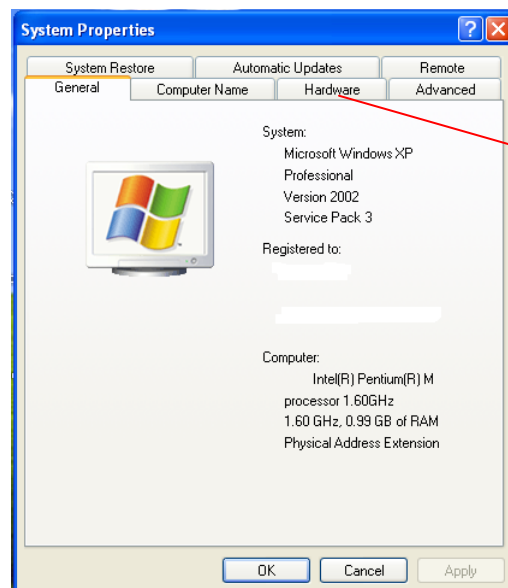 System Properties
System Restore Automatic Updates Remote
General Computer Name Hardware Advanced
System:
Microsoft Windows XP
Professional
Version 2002
Service Pack 3
Registered to:
Computer:
Intel(R) Pentium(R) M
processor 1.60GHz
1.60 GHz, 0.99 GB of RAM
Physical Address Extension
OK Cancel Apply